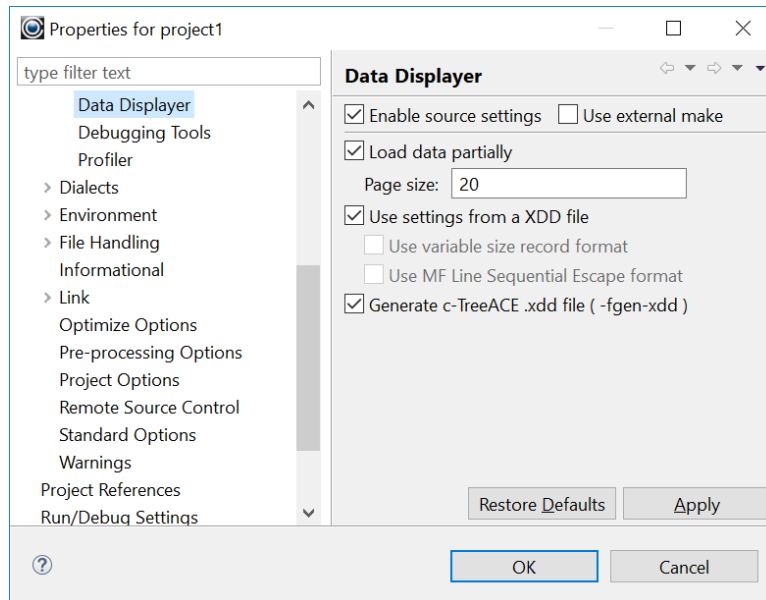 Properties for project1
type filter text
Data Displayer
Debugging Tools
Profiler
Dialects
Environment
File Handling
Informational
Link
Optimize Options
Pre-processing Options
Project Options
Remote Source Control
Standard Options
Warnings
Project References
Run/Debug Settings
Data Displayer
Enable source settings Use external make
Load data partially
Page size: 20
Use settings from a XDD file
Use variable size record format
Use MF Line Sequential Escape format
Generate c-TreeACE .xdd file ( -fgen-xdd )
Restore Defaults Apply
OK Cancel